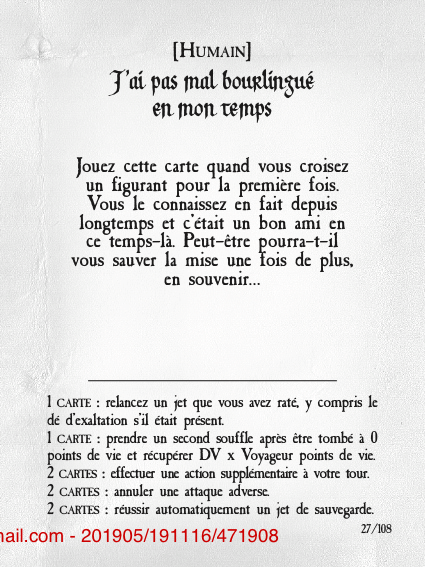 [Humain]
J'ai pas mal bourlingué
en mon temps
Jouez cette carte quand vous croisez
un figurant pour la première fois.
Vous le connaissez en fait depuis
longtemps et c'était un bon ami en
ce temps-là. Peut-être pourra-t-il
vous sauver la mise une fois de plus,
en souvenir...
1 carte : relancez un jet que vous avez raté, y compris le
dé d'exaltation s'il était présent.
1 carte : prendre un second souffle après être tombé à 0
points de vie et récupérer DV x Voyageur points de vie.
2 cartes : effectuer une action supplémentaire à votre tour.
2 cartes : annuler une attaque adverse.
2 cartes : réussir automatiquement un jet de sauvegarde.
27/108
mail.com - 201905/191116/471908